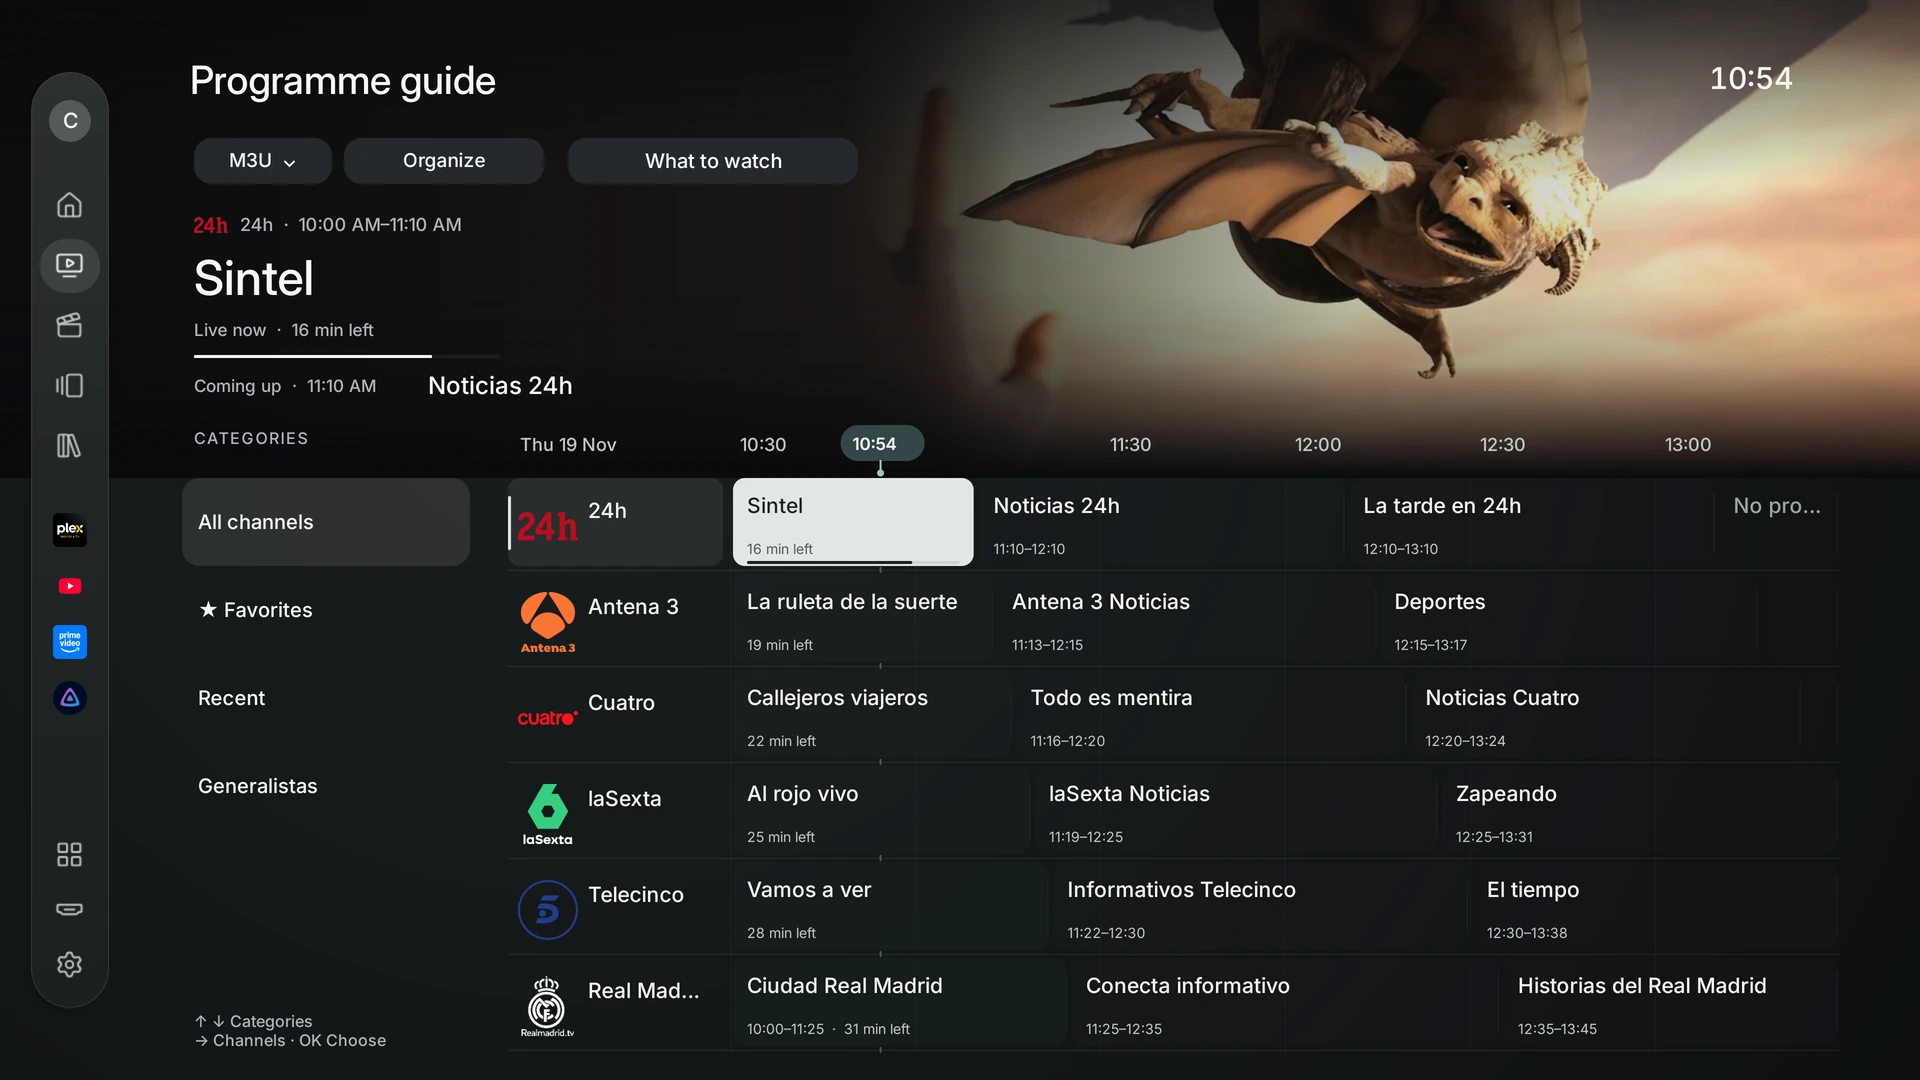 Programme guide
10:54
C
M3U
Organize
What to watch
24h 24h · 10:00 AM–11:10 AM
Sintel
Live now · 16 min left
Coming up · 11:10 AM Noticias 24h
CATEGORIES
Thu 19 Nov 10:30 10:54 11:30 12:00 12:30 13:00
All channels
★ Favorites
Recent
Generalistas
↑ ↓ Categories
→ Channels · OK Choose
plex
prime video
24h 24h
Sintel
16 min left
Noticias 24h
11:10–12:10
La tarde en 24h
12:10–13:10
No pro...
Antena 3
Antena 3
La ruleta de la suerte
19 min left
Antena 3 Noticias
11:13–12:15
Deportes
12:15–13:17
cuatro
Cuatro
Callejeros viajeros
22 min left
Todo es mentira
11:16–12:20
Noticias Cuatro
12:20–13:24
laSexta
laSexta
Al rojo vivo
25 min left
laSexta Noticias
11:19–12:25
Zapeando
12:25–13:31
5
Telecinco
Vamos a ver
28 min left
Informativos Telecinco
11:22–12:30
El tiempo
12:30–13:38
Realmadrid.tv
Real Mad...
Ciudad Real Madrid
10:00–11:25 · 31 min left
Conecta informativo
11:25–12:35
Historias del Real Madrid
12:35–13:45